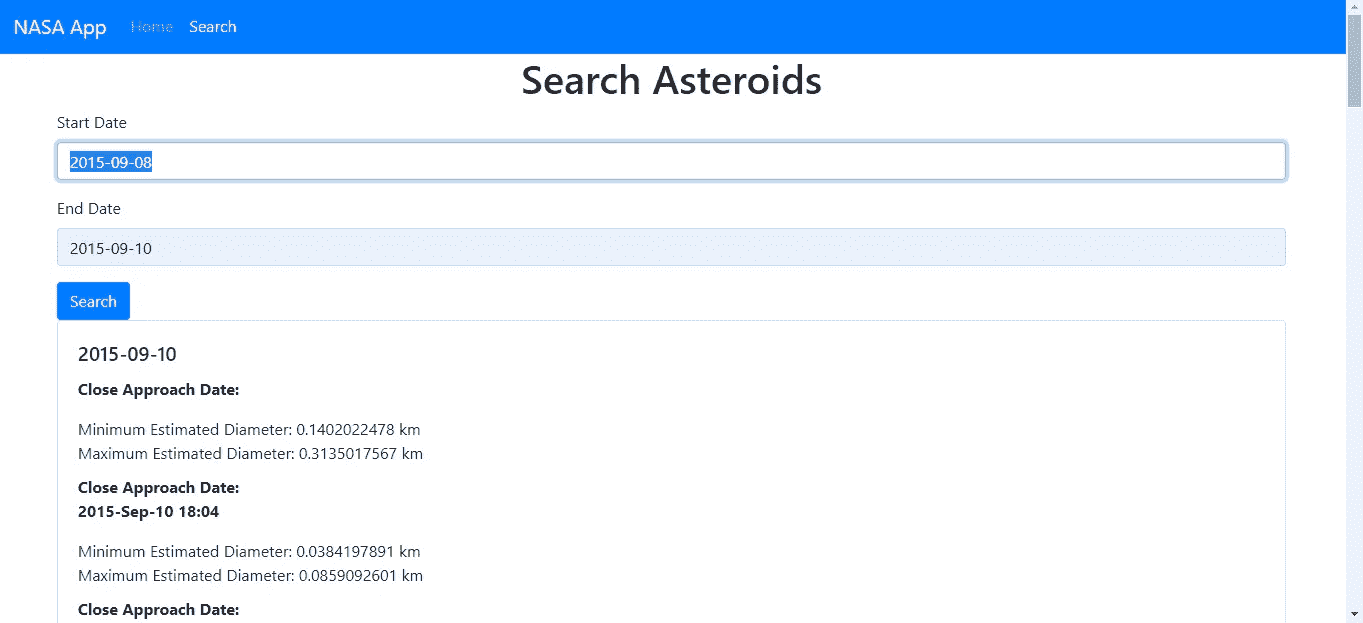 NASA App Home Search
Search Asteroids
Start Date
2015-09-08
End Date
2015-09-10
Search
2015-09-10
Close Approach Date:
Minimum Estimated Diameter: 0.1402022478 km
Maximum Estimated Diameter: 0.3135017567 km
Close Approach Date:
2015-Sep-10 18:04
Minimum Estimated Diameter: 0.0384197891 km
Maximum Estimated Diameter: 0.0859092601 km
Close Approach Date: